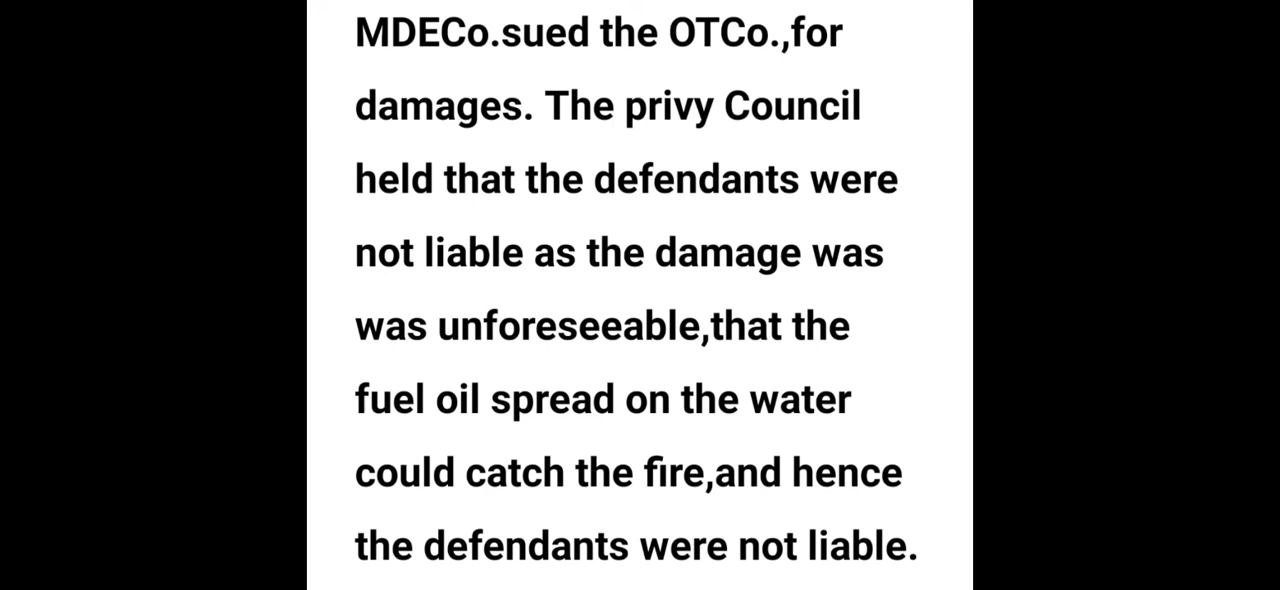 MDECo.sued the OTCo.,for
damages. The privy Council
held that the defendants were
not liable as the damage was
was unforeseeable,that the
fuel oil spread on the water
could catch the fire,and hence
the defendants were not liable.